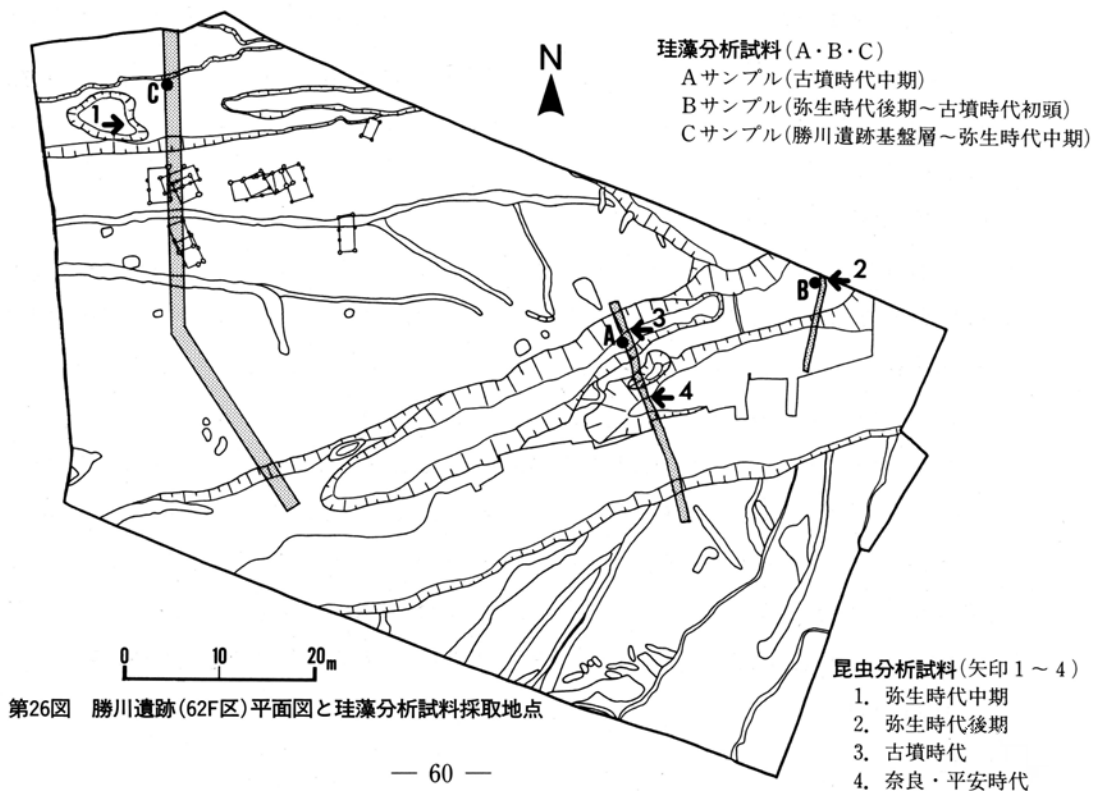 珪藻分析試料(A・B・C)
Aサンプル(古墳時代中期)
Bサンプル(弥生時代後期～古墳時代初頭)
Cサンプル(勝川遺跡基盤層～弥生時代中期)
N
C
1
2
B
3
A
4
0 10 20m
第26図 勝川遺跡(62F区)平面図と珪藻分析試料採取地点
昆虫分析試料(矢印1～4)
1. 弥生時代中期
2. 弥生時代後期
3. 古墳時代
4. 奈良・平安時代
— 60 —